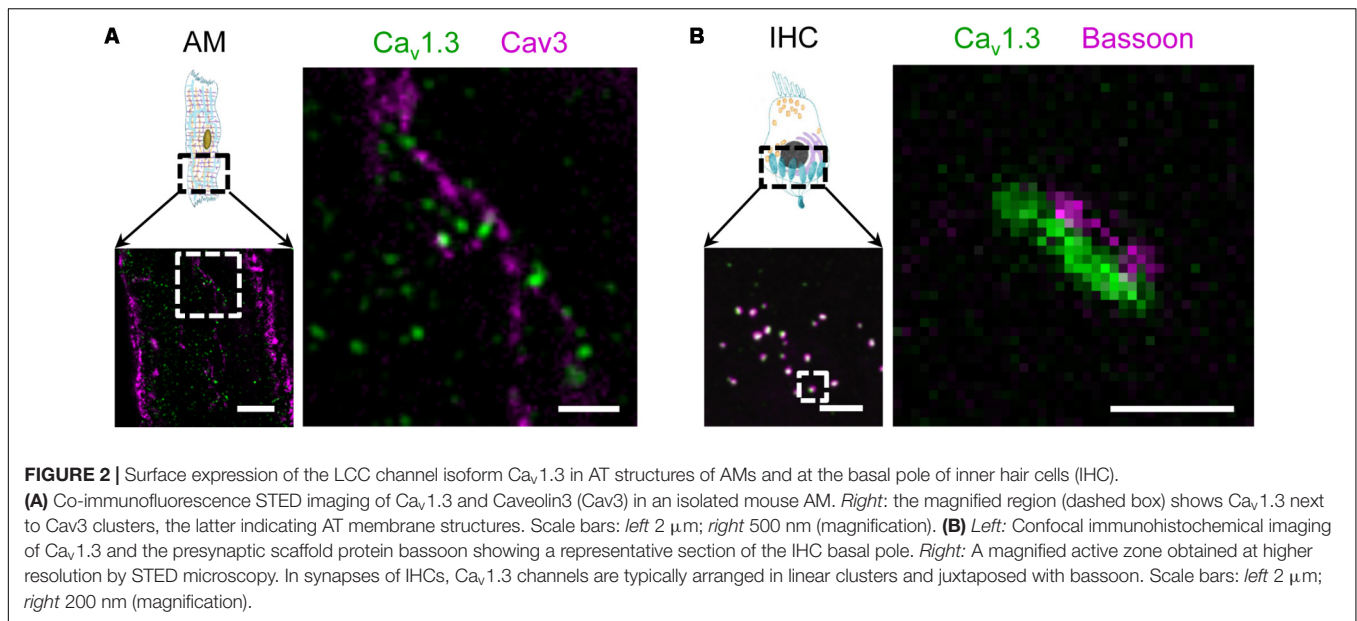 A
AM
Cav1.3 Cav3
B
IHC
Cav1.3 Bassoon
FIGURE 2 | Surface expression of the LCC channel isoform Cav1.3 in AT structures of AMs and at the basal pole of inner hair cells (IHC).
(A) Co-immunofluorescence STED imaging of Cav1.3 and Caveolin3 (Cav3) in an isolated mouse AM. Right: the magnified region (dashed box) shows Cav1.3 next
to Cav3 clusters, the latter indicating AT membrane structures. Scale bars: left 2 μm; right 500 nm (magnification). (B) Left: Confocal immunohistochemical imaging
of Cav1.3 and the presynaptic scaffold protein bassoon showing a representative section of the IHC basal pole. Right: A magnified active zone obtained at higher
resolution by STED microscopy. In synapses of IHCs, Cav1.3 channels are typically arranged in linear clusters and juxtaposed with bassoon. Scale bars: left 2 μm;
right 200 nm (magnification).